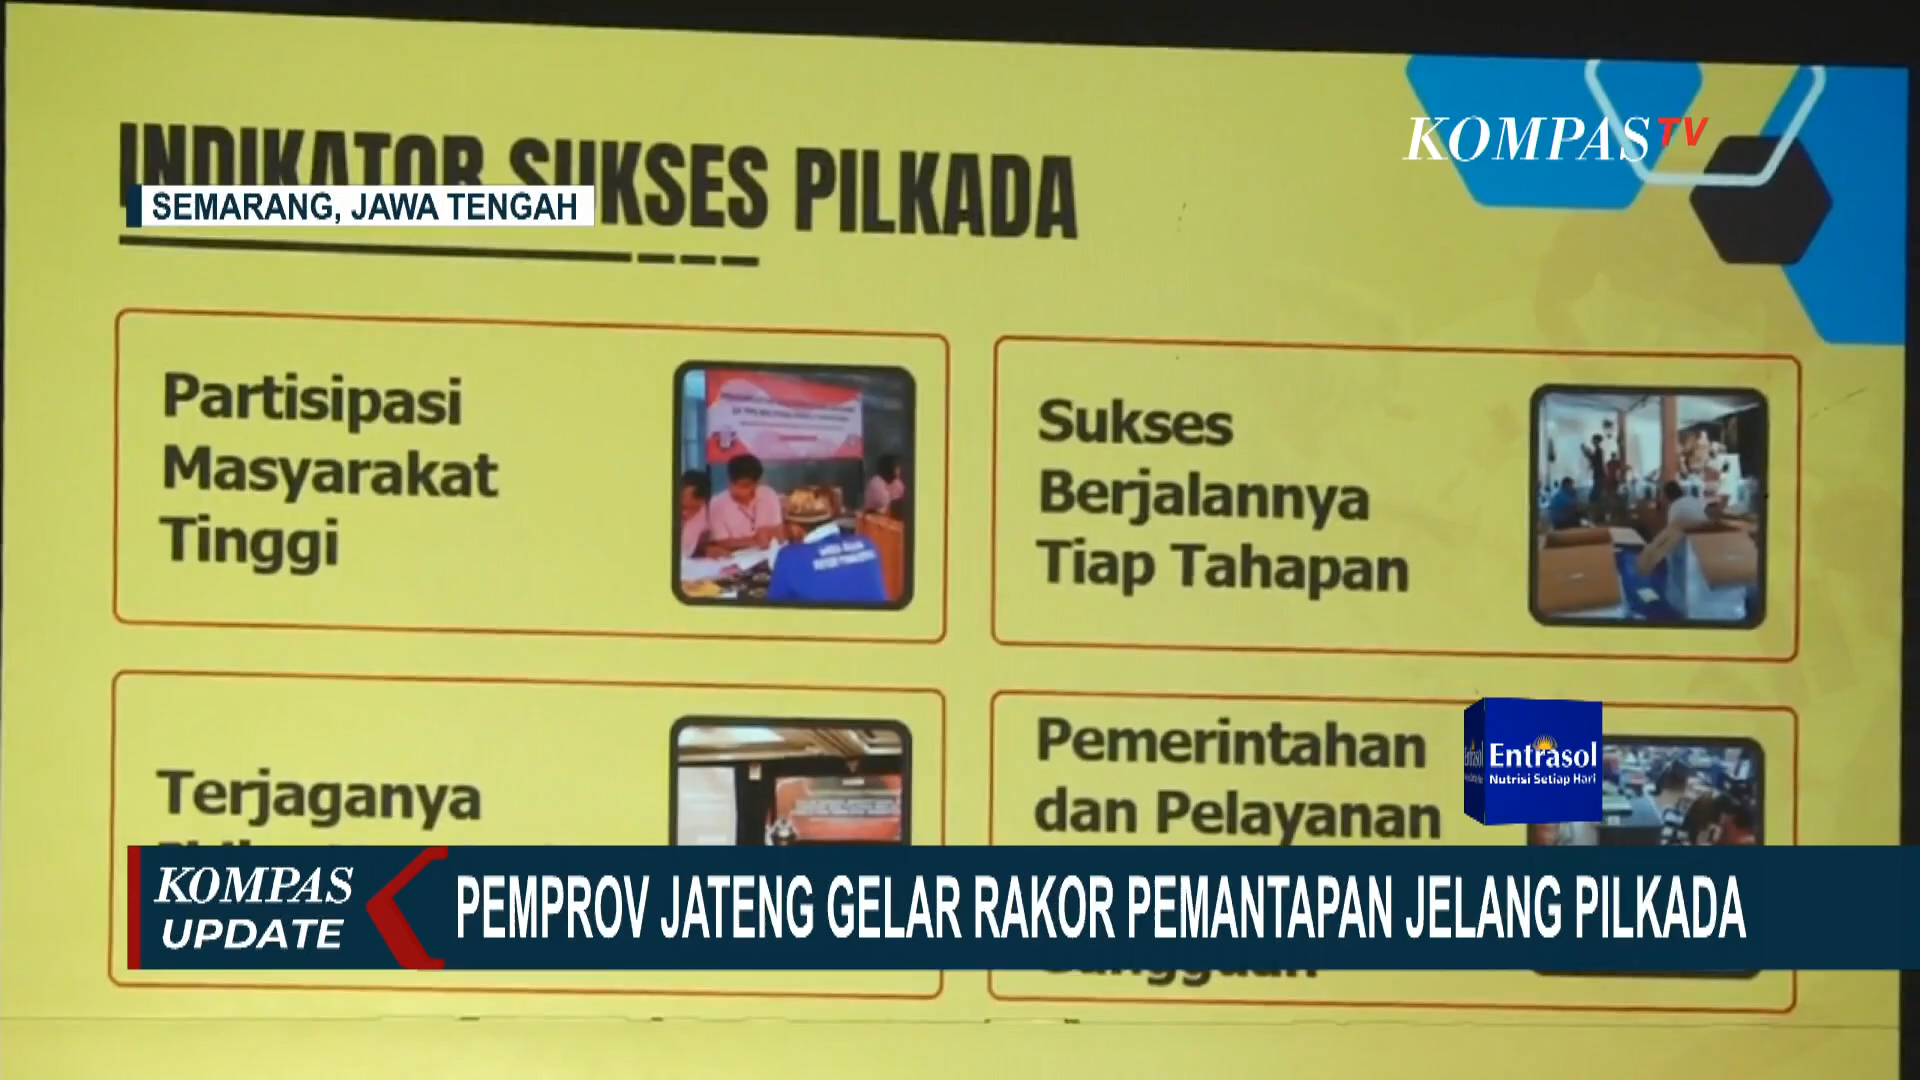 INDIKATOR SUKSES PILKADA
KOMPAS TV
SEMARANG, JAWA TENGAH
Partisipasi
Masyarakat
Tinggi
Sukses
Berjalannya
Tiap Tahapan
Terjaganya
Pemerintahan
dan Pelayanan
Entrasol
Nutrisi Setiap Hari
KOMPAS
UPDATE
PEMPROV JATENG GELAR RAKOR PEMANTAPAN JELANG PILKADA